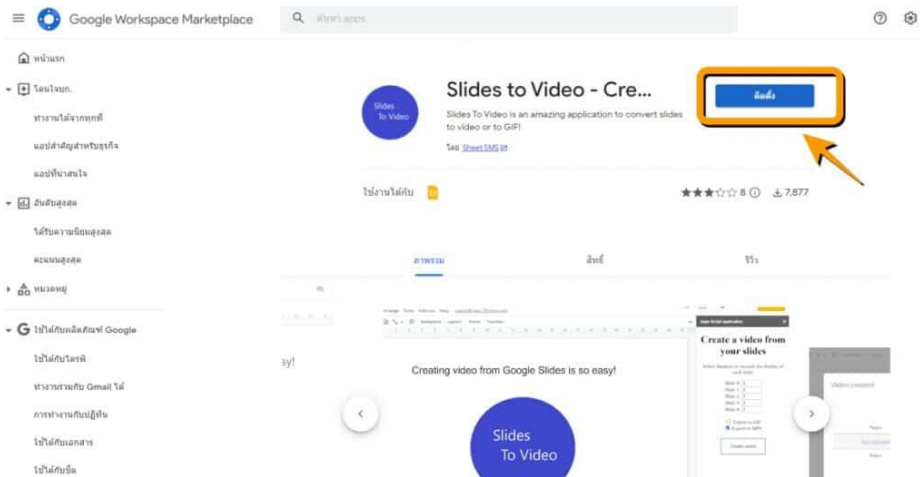 Google Workspace Marketplace
ค้นหา apps
หน้าแรก
โดนใจบก.
ทำงานได้จากทุกที่
แอปสำคัญสำหรับธุรกิจ
แอปที่น่าสนใจ
อันดับสูงสุด
ได้รับความนิยมสูงสุด
คะแนนสูงสุด
หมวดหมู่
ใช้ได้กับผลิตภัณฑ์ Google
ใช้ได้กับไดรฟ์
ทำงานร่วมกับ Gmail ได้
การทำงานกับปฏิทิน
ใช้ได้กับเอกสาร
ใช้ได้กับชีต
Slides
To Video
Slides to Video - Cre...
Slides To Video is an amazing application to convert slides
to video or to GIF!
โดย Sheet SMS
ติดตั้ง
ใช้งานได้กับ
8
7,877
ภาพรวม
สิทธิ์
รีวิว
sy!
Creating video from Google Slides is so easy!
Slides
To Video
Create a video from
your slides
Video created